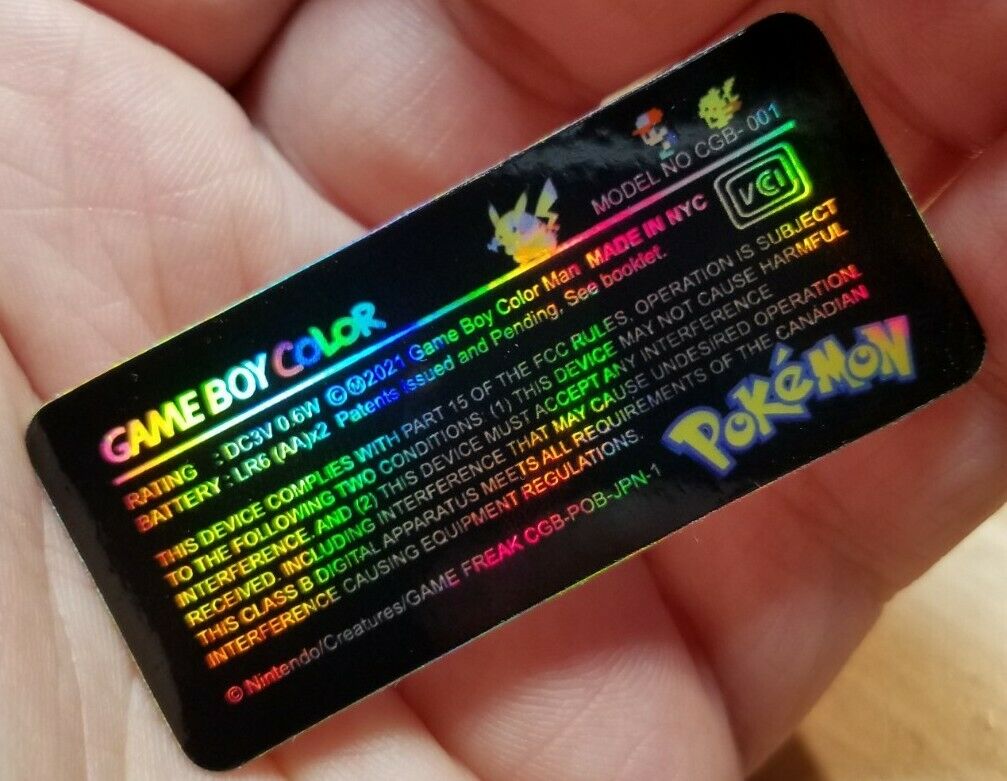 MODEL NO CGB- 001
GAME BOY COLOR
RATING : DC3V 0.6W ©Ⓜ2021 Game Boy Color Man MADE IN NYC
BATTERY : LR6 (AA)x2 Patents Issued and Pending, See booklet.
VCI
THIS DEVICE COMPLIES WITH PART 15 OF THE FCC RULES, OPERATION IS SUBJECT
TO THE FOLLOWING TWO CONDITIONS (1) THIS DEVICE MAY NOT CAUSE HARMFUL
INTERFERENCE. AND (2) THIS DEVICE MUST ACCEPT ANY INTERFERENCE
RECEIVED. INCLUDING INTERFERENCE THAT MAY CAUSE UNDESIRED OPERATION.
THIS CLASS B DIGITAL APPARATUS MEETS ALL REQUIREMENTS OF THE CANADIAN
INTERFERENCE CAUSING EQUIPMENT REGULATIONS.
POKéMON
© Nintendo/Creatures/GAME FREAK CGB-POB-JPN-1